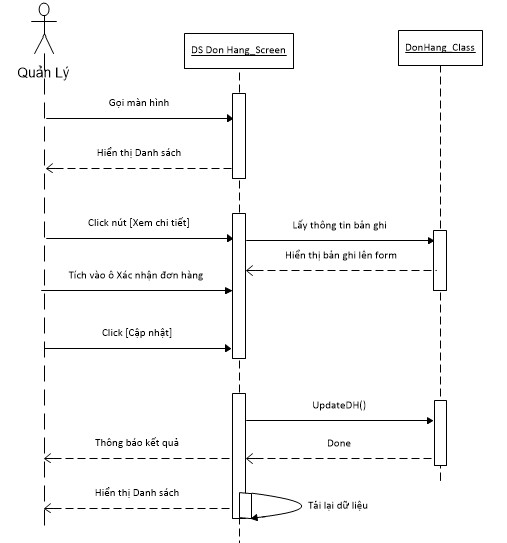 DS Don Hang_Screen
DonHang_Class
Quản Lý
Gọi màn hình
Hiển thị Danh sách
Click nút [Xem chi tiết]
Lấy thông tin bản ghi
Hiển thị bản ghi lên form
Tích vào ô Xác nhận đơn hàng
Click [Cập nhật]
UpdateDH()
Thông báo kết quả
Done
Hiển thị Danh sách
Tải lại dữ liệu